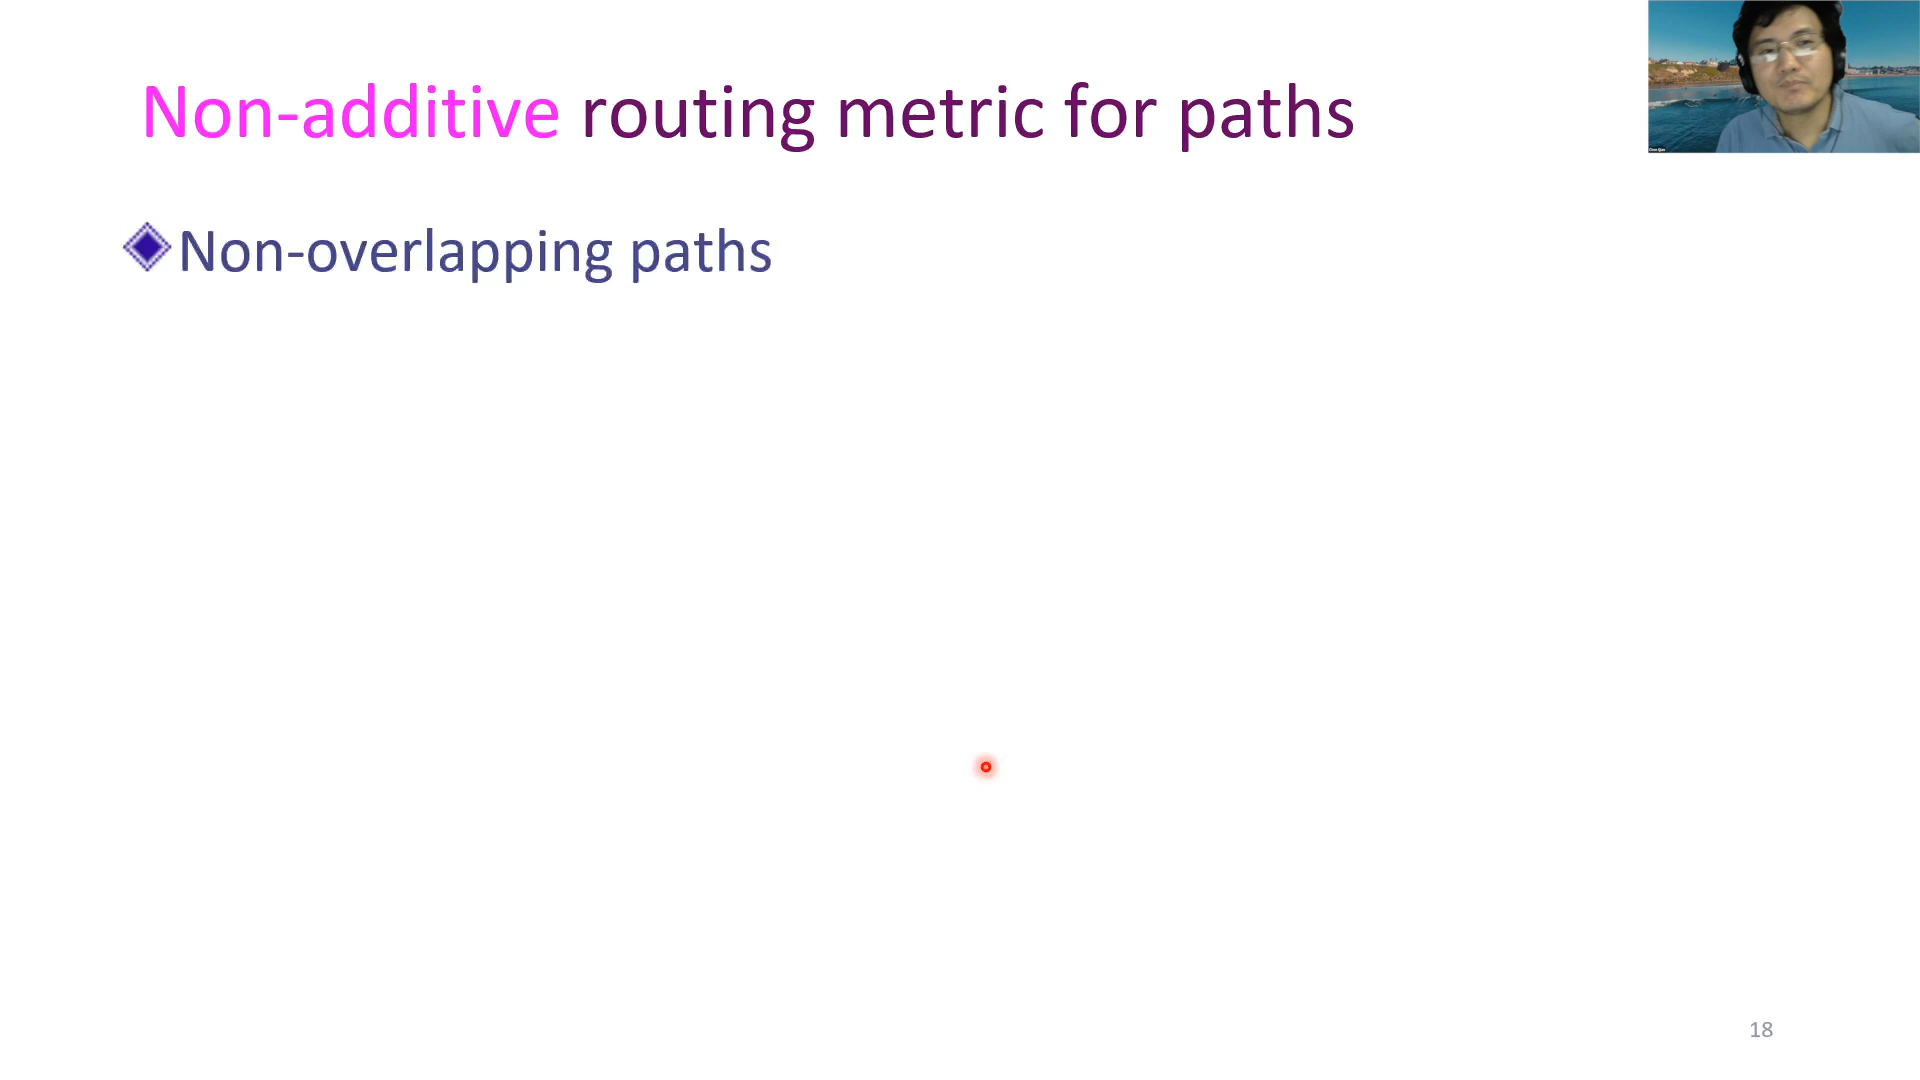 Non-additive routing metric for paths
Non-overlapping paths
18